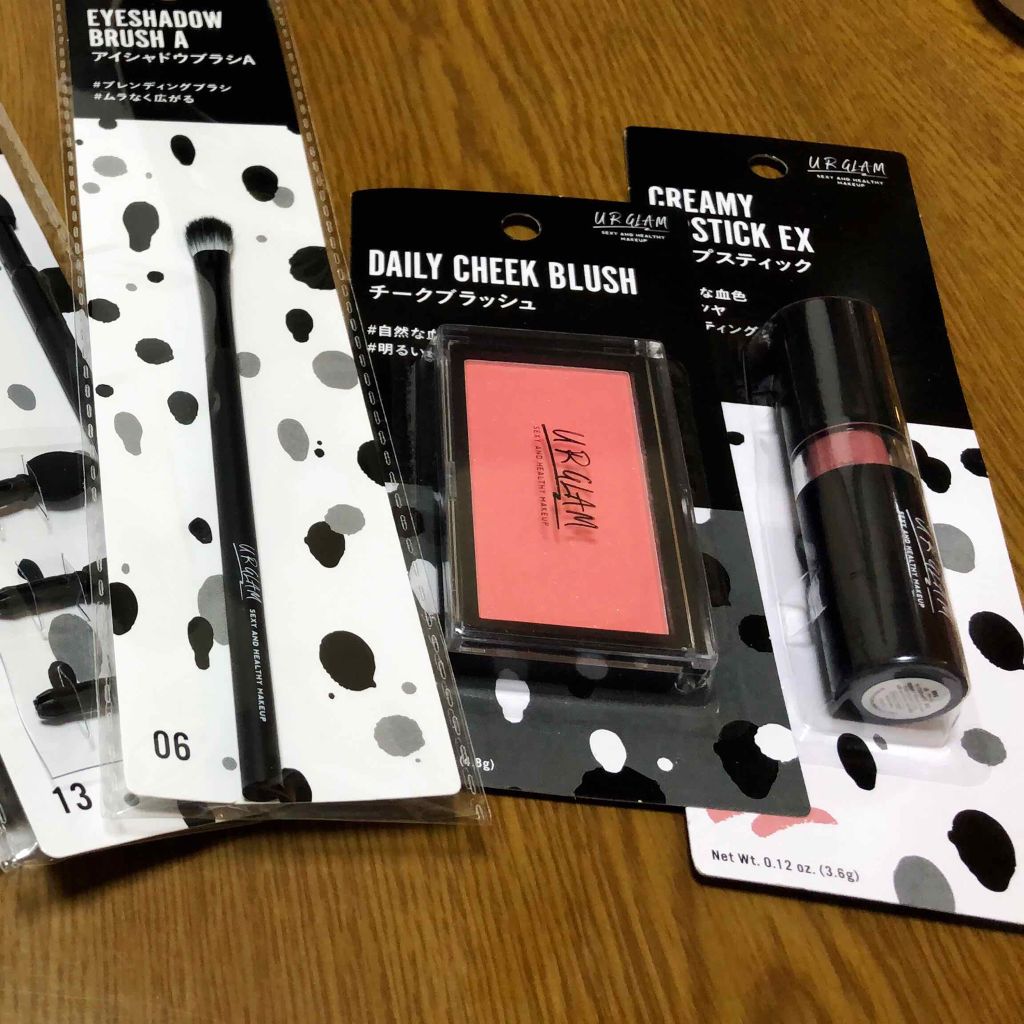 EYESHADOW
BRUSH A
アイシャドウブラシA
#ブレンディングブラシ
#ムラなく広がる
UR GLAM
SEXY AND HEALTHY MAKEUP
06
13
UR GLAM
SEXY AND HEALTHY
MAKEUP
DAILY CHEEK BLUSH
チークブラッシュ
#自然な血
#明るい
UR GLAM
SEXY AND HEALTHY MAKEUP
UR GLAM
SEXY AND HEALTHY
MAKEUP
CREAMY
STICK EX
プスティック
な血色
ツヤ
ティング
UR GLAM
SEXY AND HEALTHY MAKEUP
Net Wt. 0.12 oz. (3.6g)